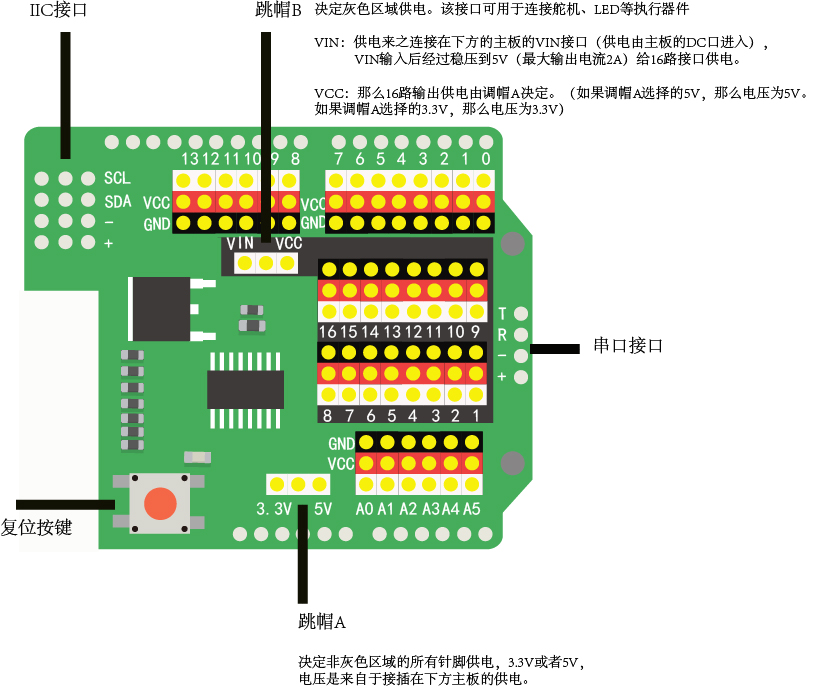 IIC接口
跳帽B
决定灰色区域供电。该接口可用于连接舵机、LED等执行器件
VIN：供电来之连接在下方的主板的VIN接口（供电由主板的DC口进入），
VIN输入后经过稳压到5V（最大输出电流2A）给16路接口供电。
VCC：那么16路输出供电由调帽A决定。（如果调帽A选择的5V，那么电压为5V。
如果调帽A选择的3.3V，那么电压为3.3V）
13 12 11 10 9 8
7 6 5 4 3 2 1 0
SCL
SDA
-
+
VCC
GND
VCC
GND
VIN VCC
16 15 14 13 12 11 10 9
8 7 6 5 4 3 2 1
T
R
-
+
串口接口
GND
VCC
3.3V 5V
A0 A1 A2 A3 A4 A5
复位按键
跳帽A
决定非灰色区域的所有针脚供电，3.3V或者5V，
电压是来自于接插在下方主板的供电。